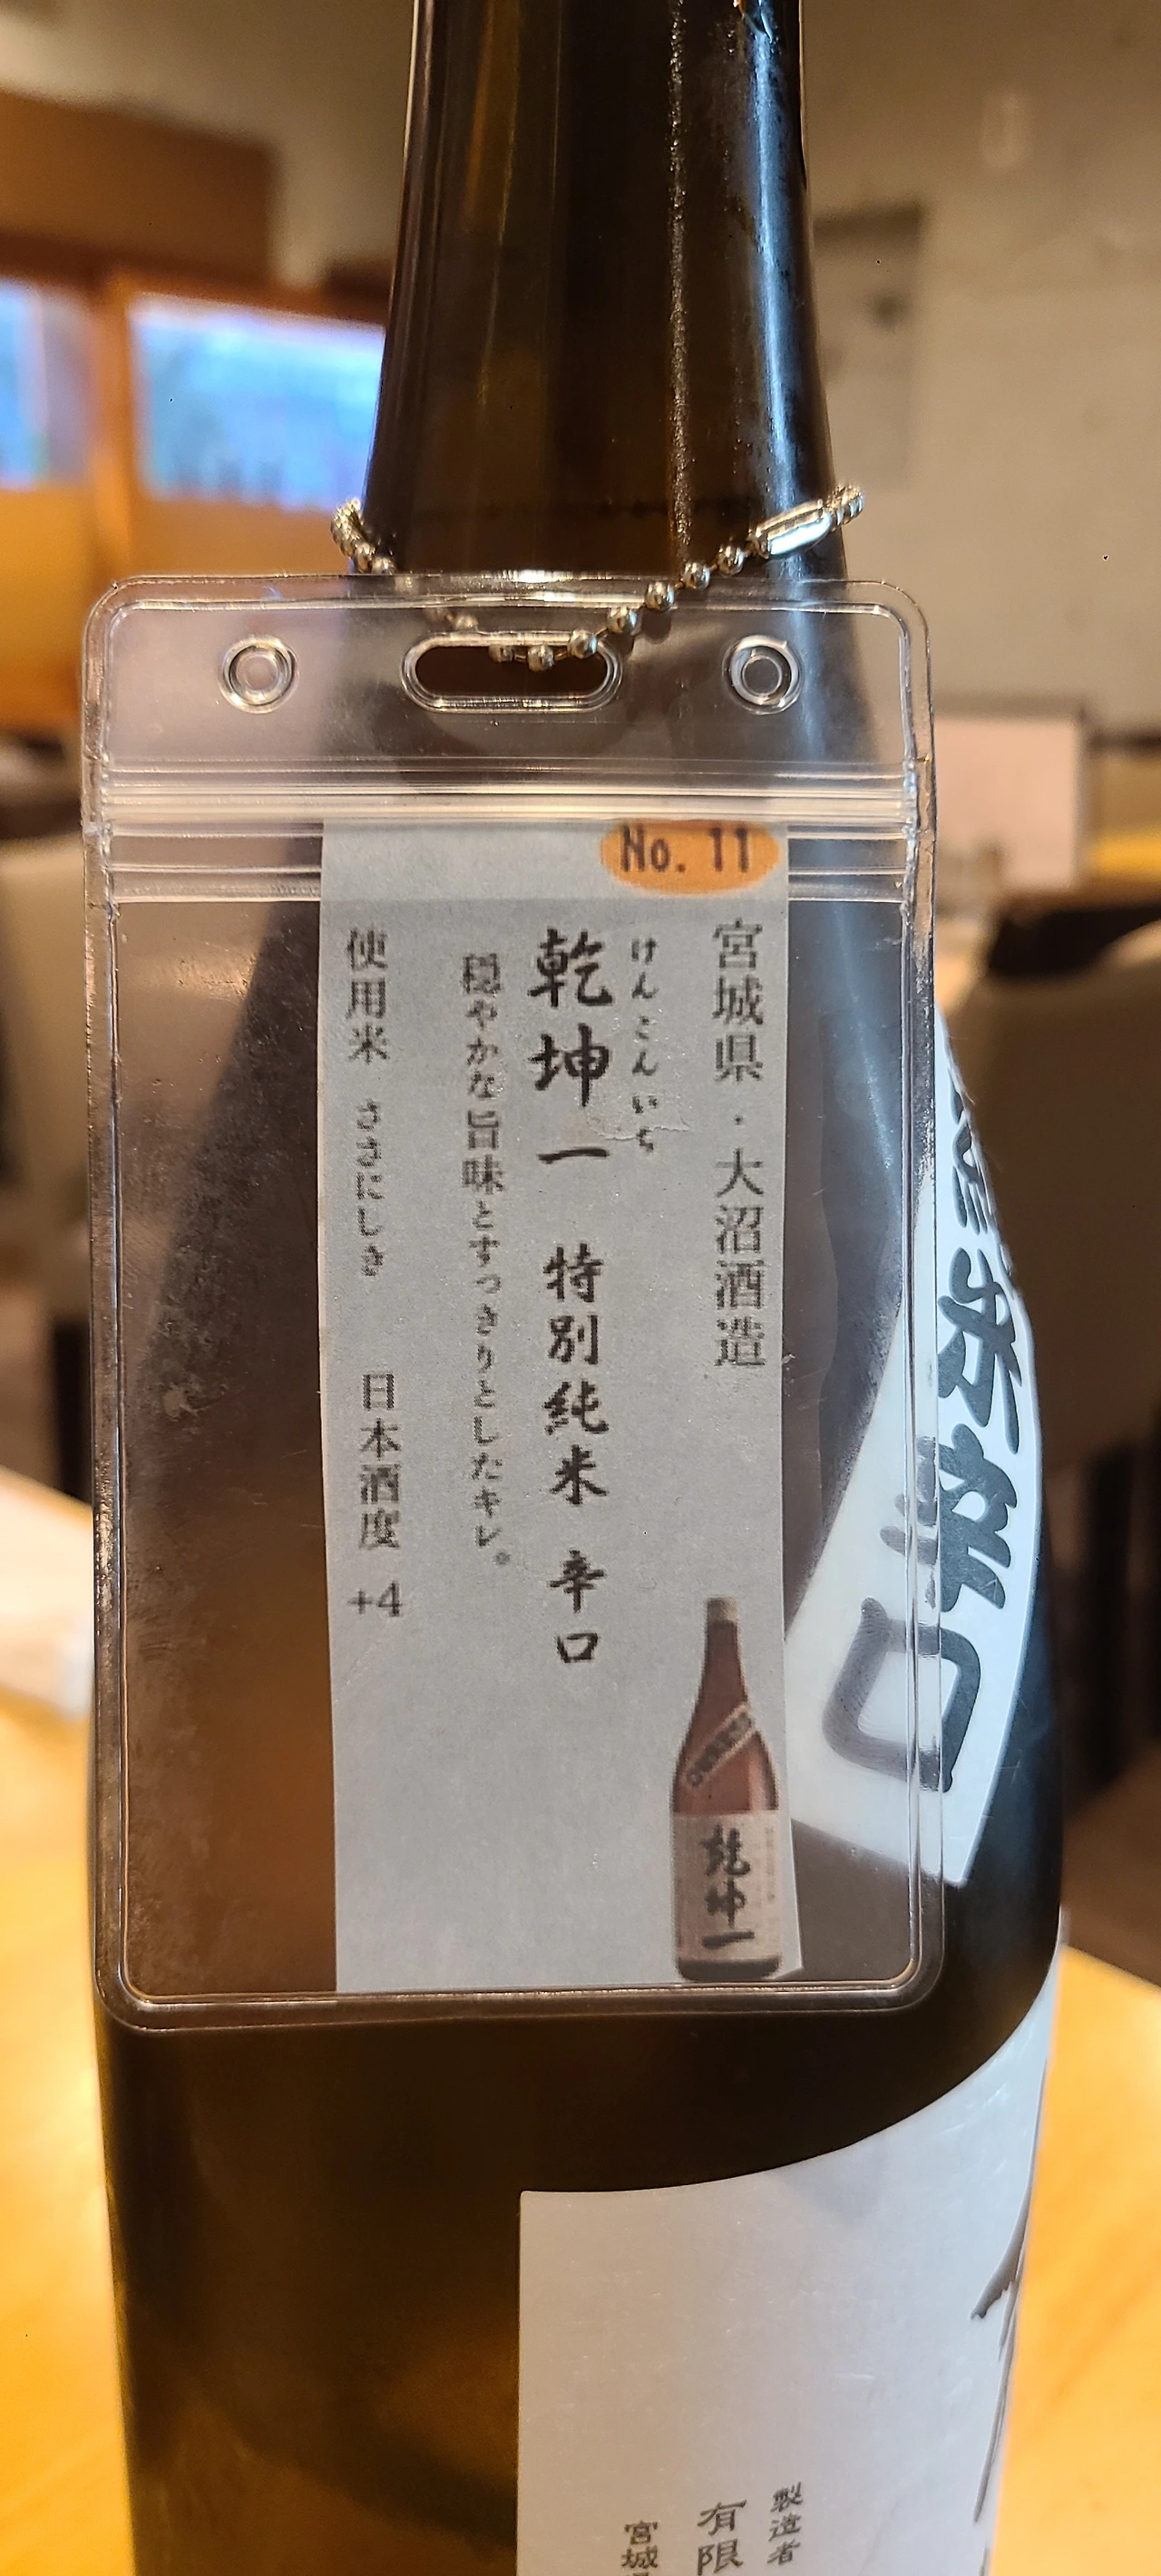 No. 11
宮城県・大沼酒造
けんこんいち
乾坤一 特別純米 辛口
穏やかな旨味とすっきりとしたキレ。
使用米 ささにしき 日本酒度 +4
乾坤一
米辛口
製造者
有限
宮城